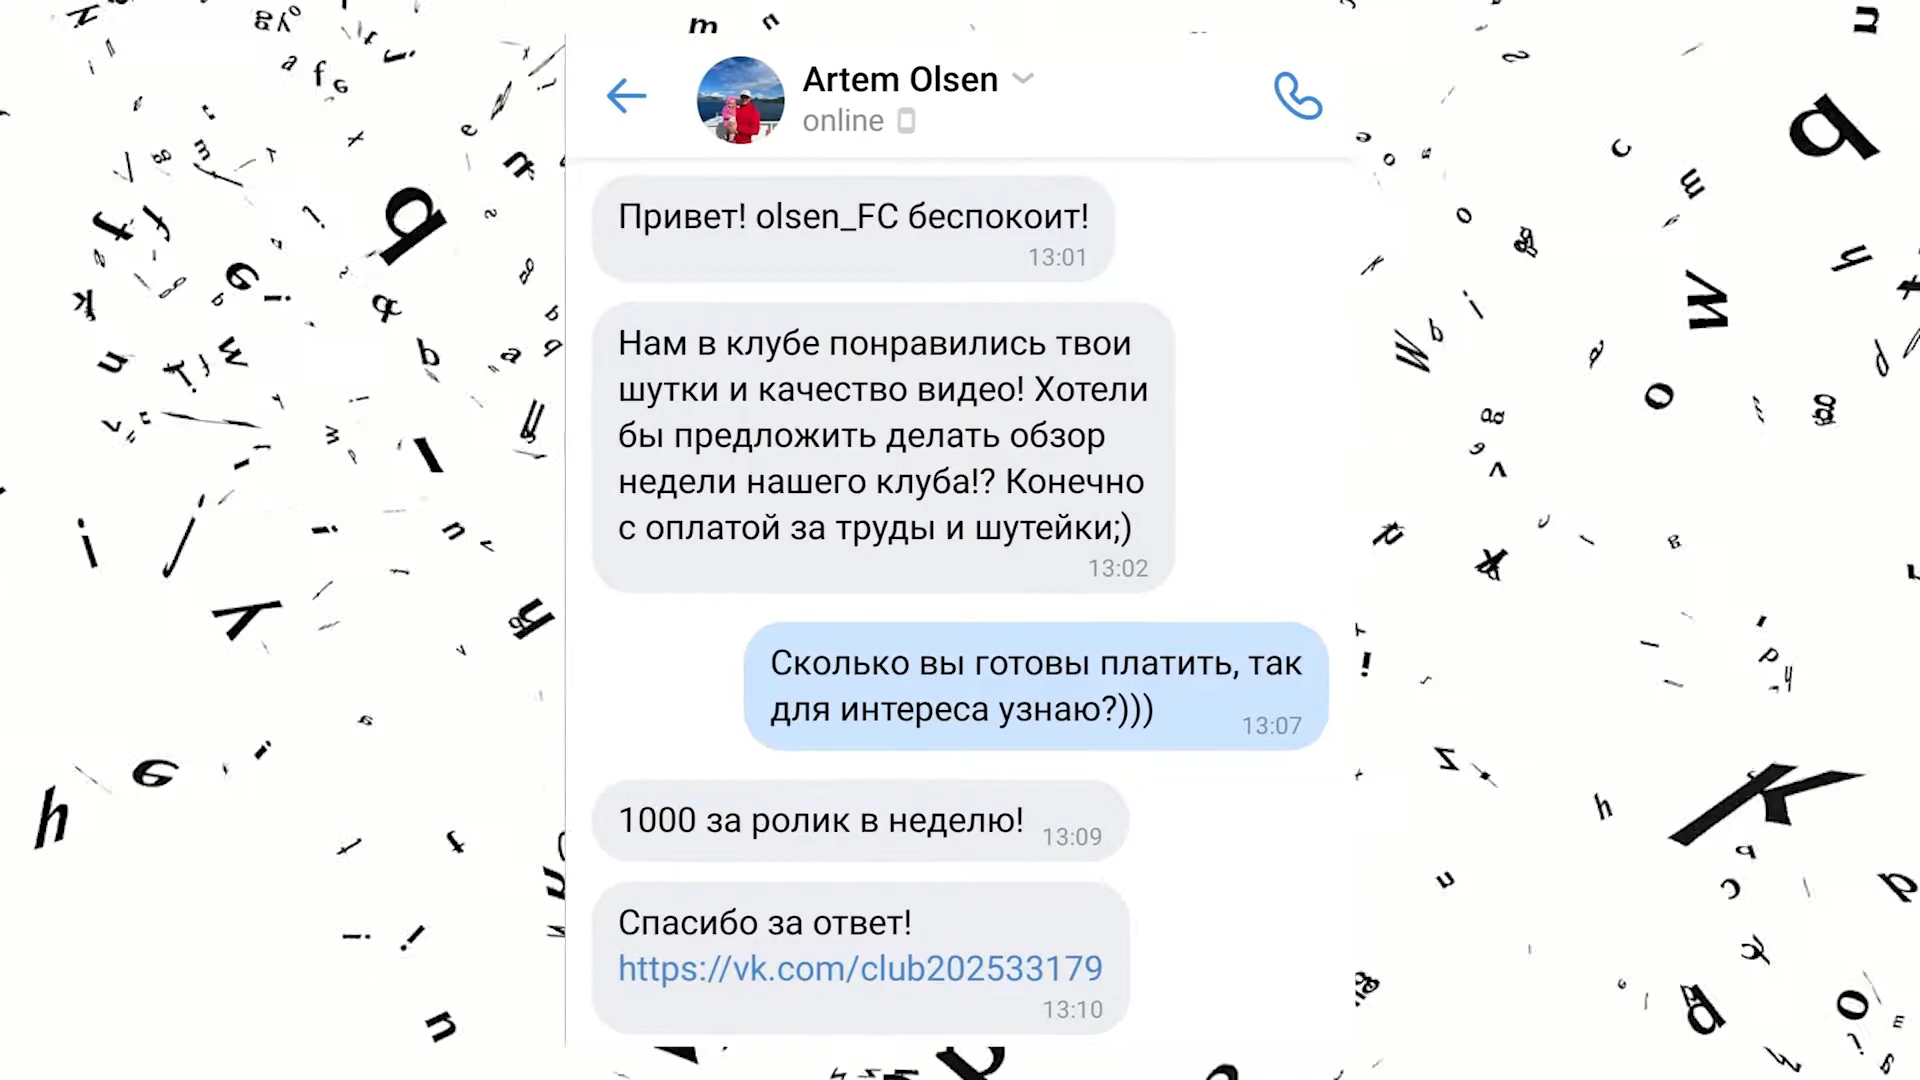 Artem Olsen
online
Привет! olsen_FC беспокоит!
13:01
Нам в клубе понравились твои
шутки и качество видео! Хотели
бы предложить делать обзор
недели нашего клуба!? Конечно
с оплатой за труды и шутейки;)
13:02
Сколько вы готовы платить, так
для интереса узнаю?)))
13:07
1000 за ролик в неделю!
13:09
Спасибо за ответ!
https://vk.com/club202533179
13:10